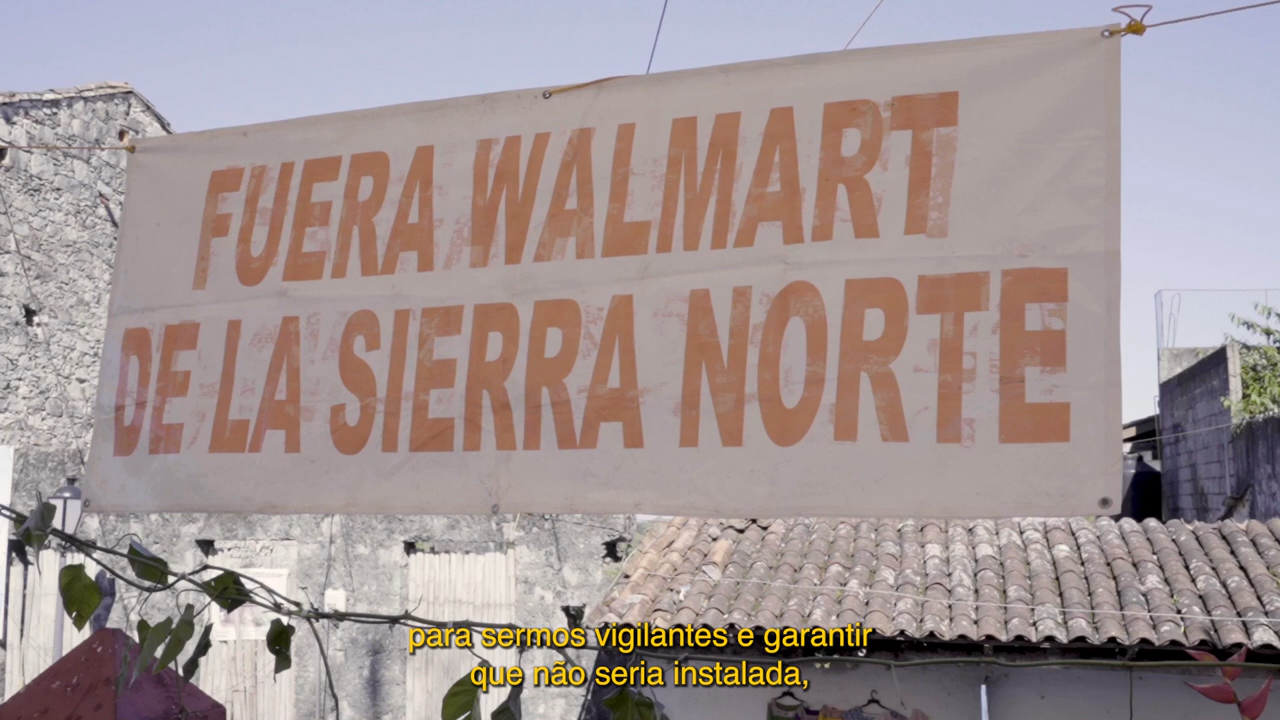 FUERA WALMART
DE LA SIERRA NORTE
para sermos vigilantes e garantir
que não seria instalada,